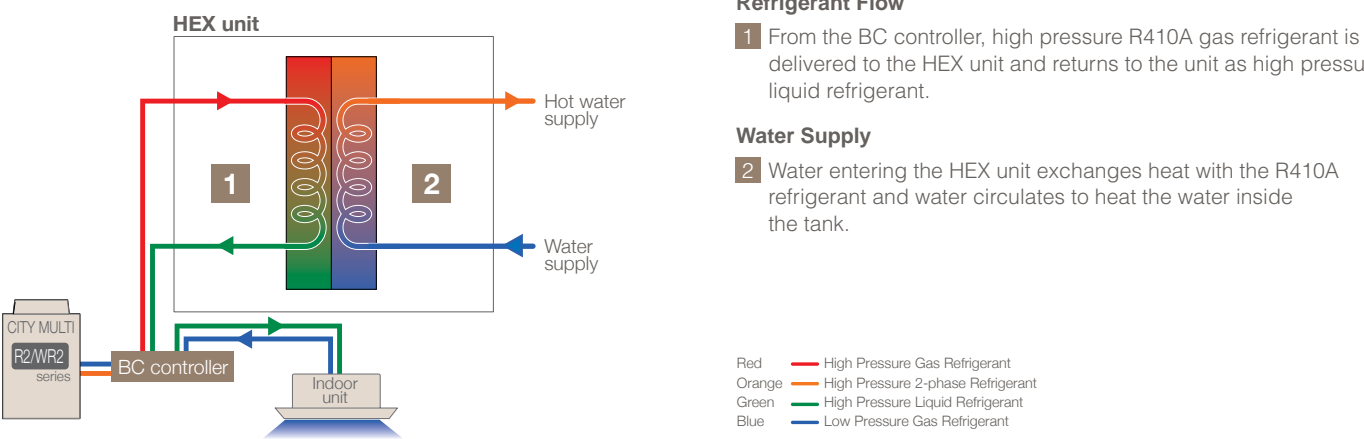 HEX unit
1
2
Hot water
supply
Water
supply
CITY MULTI
R2/WR2
series
BC controller
Indoor
unit
Refrigerant Flow
1 From the BC controller, high pressure R410A gas refrigerant is
delivered to the HEX unit and returns to the unit as high pressu
liquid refrigerant.
Water Supply
2 Water entering the HEX unit exchanges heat with the R410A
refrigerant and water circulates to heat the water inside
the tank.
Red High Pressure Gas Refrigerant
Orange High Pressure 2-phase Refrigerant
Green High Pressure Liquid Refrigerant
Blue Low Pressure Gas Refrigerant